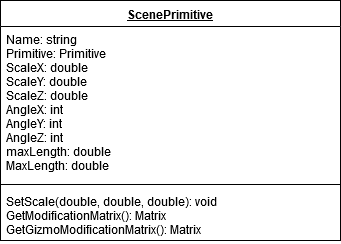 ScenePrimitive
Name: string
Primitive: Primitive
ScaleX: double
ScaleY: double
ScaleZ: double
AngleX: int
AngleY: int
AngleZ: int
maxLength: double
MaxLength: double
SetScale(double, double, double): void
GetModificationMatrix(): Matrix
GetGizmoModificationMatrix(): Matrix